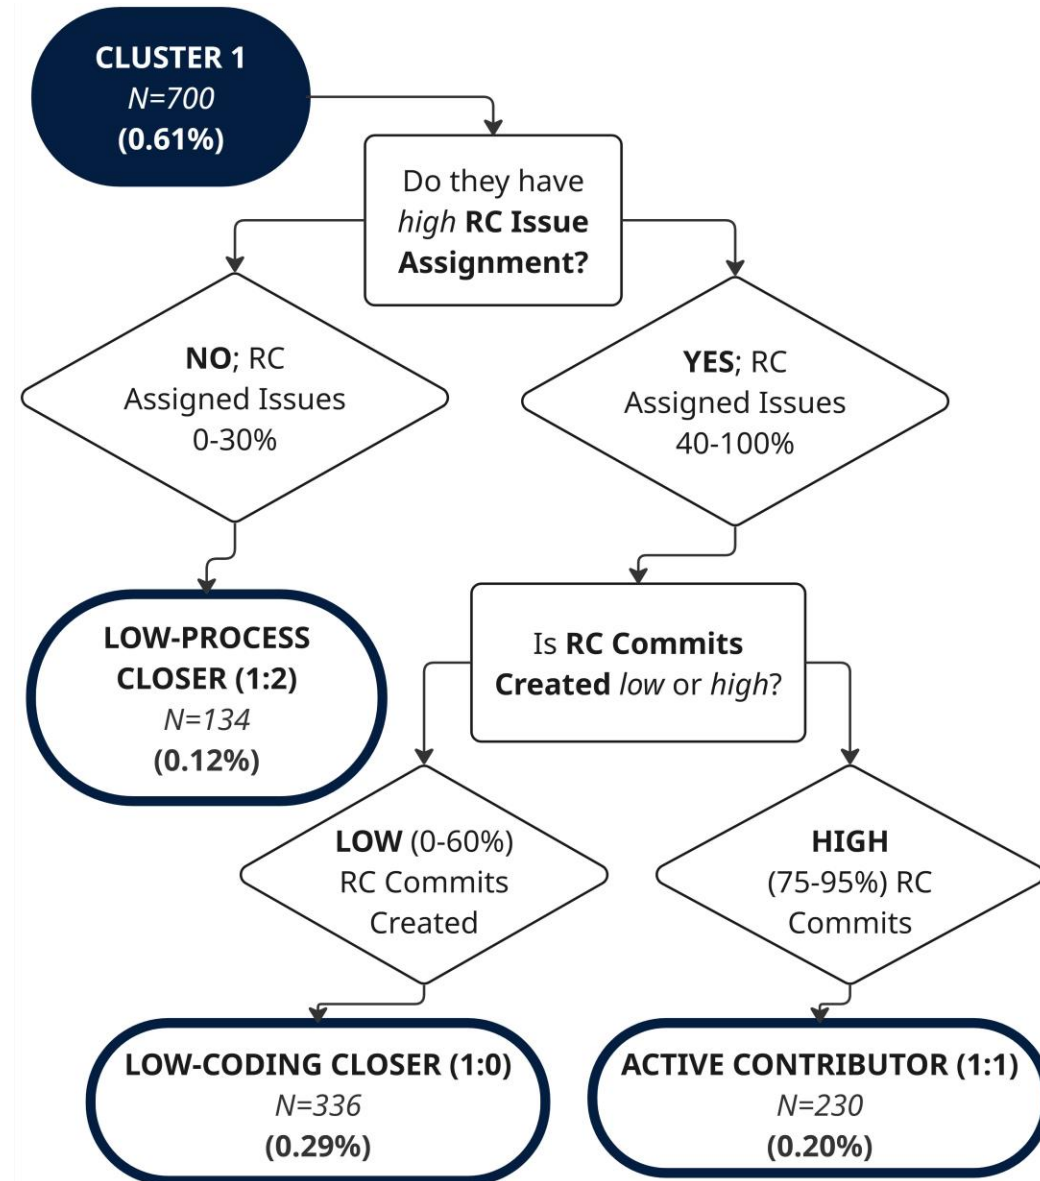 CLUSTER 1
N=700
(0.61%)
Do they have
high RC Issue
Assignment?
NO; RC
Assigned Issues
0-30%
YES; RC
Assigned Issues
40-100%
LOW-PROCESS
CLOSER (1:2)
N=134
(0.12%)
Is RC Commits
Created low or high?
LOW (0-60%)
RC Commits
Created
HIGH
(75-95%) RC
Commits
LOW-CODING CLOSER (1:0)
N=336
(0.29%)
ACTIVE CONTRIBUTOR (1:1)
N=230
(0.20%)